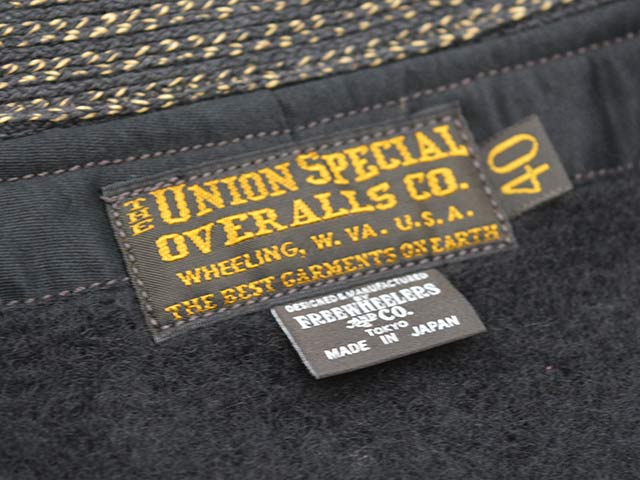 THE UNION SPECIAL
OVERALLS CO.
WHEELING, W. VA. U.S.A.
THE BEST GARMENTS ON EARTH
40
DESIGNED & MANUFACTURED
BY
FREEWHEELERS
AND CO.
TOKYO
MADE IN JAPAN